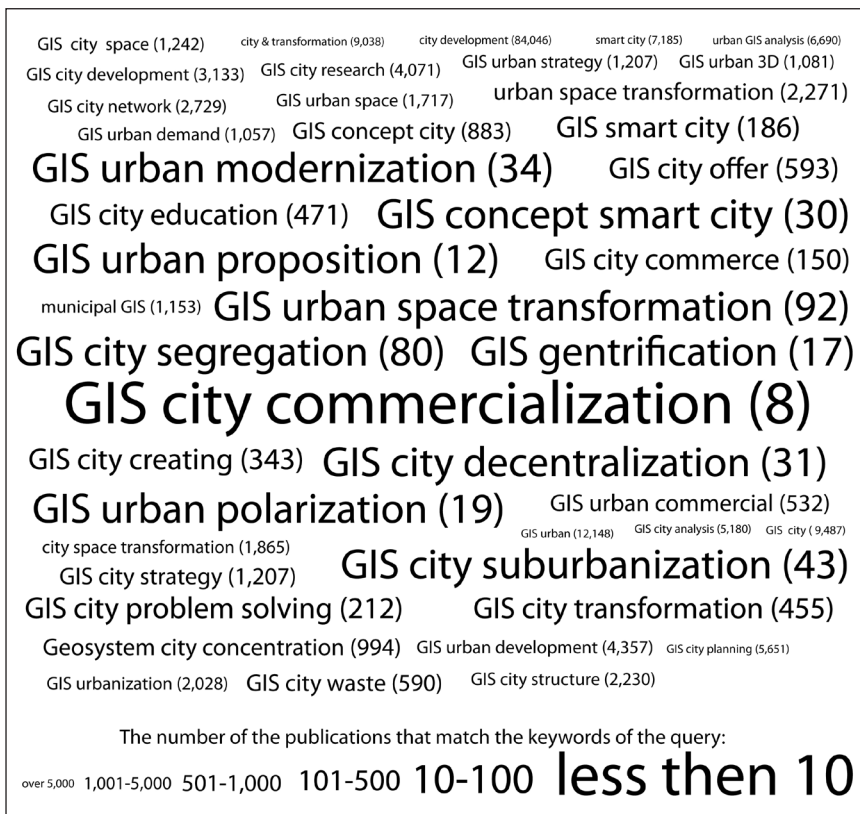 GIS city space (1,242) city & transformation (9,038) city development (84,046) smart city (7,185) urban GIS analysis (6,690)
GIS city development (3,133) GIS city research (4,071) GIS urban strategy (1,207) GIS urban 3D (1,081)
GIS city network (2,729) GIS urban space (1,717) urban space transformation (2,271)
GIS urban demand (1,057) GIS concept city (883) GIS smart city (186)
GIS urban modernization (34) GIS city offer (593)
GIS city education (471) GIS concept smart city (30)
GIS urban proposition (12) GIS city commerce (150)
municipal GIS (1,153) GIS urban space transformation (92)
GIS city segregation (80) GIS gentrification (17)
GIS city commercialization (8)
GIS city creating (343) GIS city decentralization (31)
GIS urban polarization (19) GIS urban commercial (532)
GIS urban (12,148) GIS city analysis (5,180) GIS city ( 9,487)
city space transformation (1,865)
GIS city strategy (1,207) GIS city suburbanization (43)
GIS city problem solving (212) GIS city transformation (455)
Geosystem city concentration (994) GIS urban development (4,357) GIS city planning (5,651)
GIS urbanization (2,028) GIS city waste (590) GIS city structure (2,230)
The number of the publications that match the keywords of the query:
over 5,000 1,001-5,000 501-1,000 101-500 10-100 less then 10